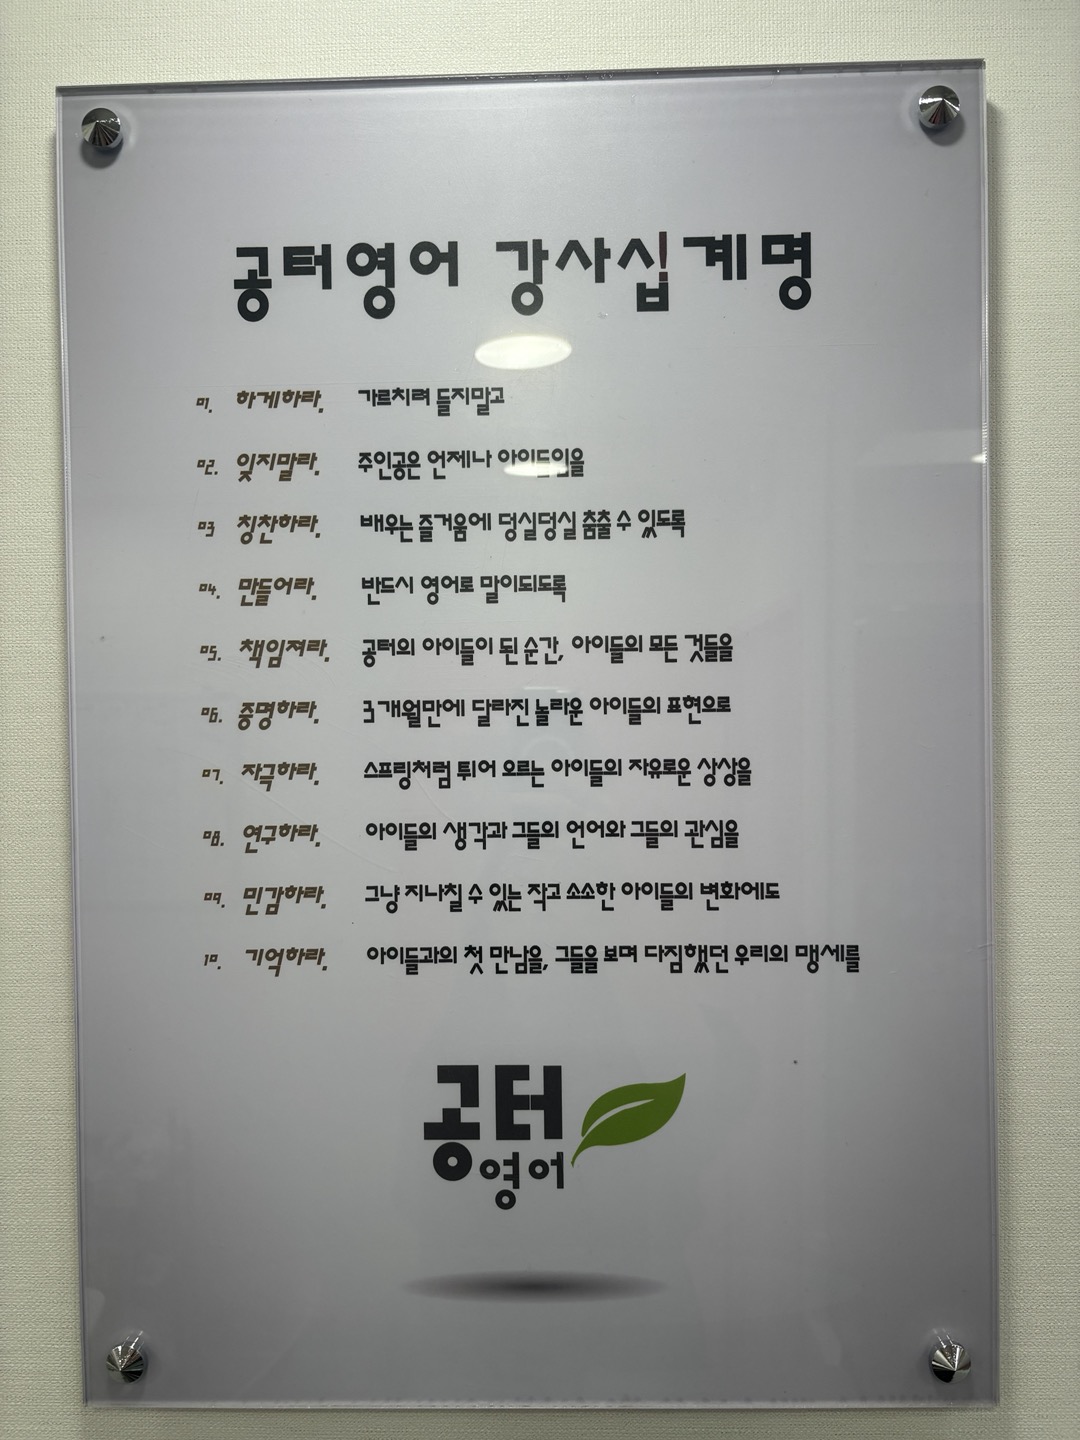 공터영어 강사십계명
01. 하게하라. 가르치려 들지말고
02. 잊지말라. 주인공은 언제나 아이들임을
03 칭찬하라. 배우는 즐거움에 덩실덩실 춤출 수 있도록
04. 만들어라. 반드시 영어로 말이되도록
05. 책임져라. 공터의 아이들이 된 순간, 아이들의 모든 것들을
06. 증명하라. 3개월만에 달라진 놀라운 아이들의 표현으로
07. 자극하라. 스프링처럼 튀어 오르는 아이들의 자유로운 상상을
08. 연구하라. 아이들의 생각과 그들의 언어와 그들의 관심을
09. 민감하라. 그냥 지나칠 수 있는 작고 소소한 아이들의 변화에도
10. 기억하라. 아이들과의 첫 만남을, 그들을 보며 다짐했던 우리의 맹세를
공터
영어